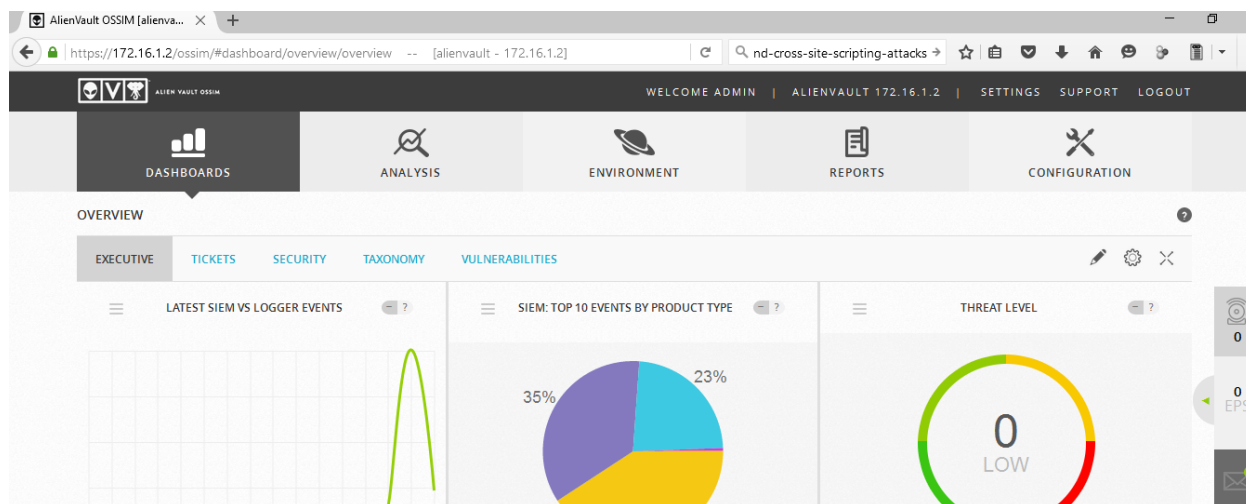 AlienVault OSSIM [alienva...
https://172.16.1.2/ossim/#dashboard/overview/overview -- [alienvault - 172.16.1.2]
nd-cross-site-scripting-attacks
ALIEN VAULT OSSIM
WELCOME ADMIN | ALIENVAULT 172.16.1.2 | SETTINGS SUPPORT LOGOUT
DASHBOARDS ANALYSIS ENVIRONMENT REPORTS CONFIGURATION
OVERVIEW
EXECUTIVE TICKETS SECURITY TAXONOMY VULNERABILITIES
LATEST SIEM VS LOGGER EVENTS
SIEM: TOP 10 EVENTS BY PRODUCT TYPE
THREAT LEVEL
0
35%
23%
0
LOW
0
EPS